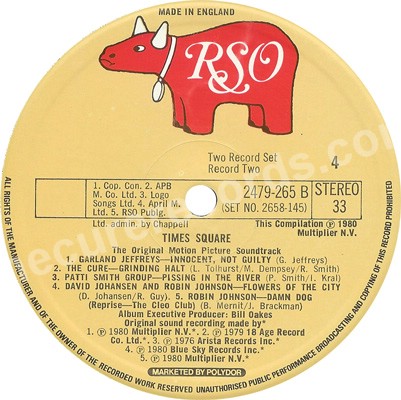 MADE IN ENGLAND
RSO
Two Record Set
Record Two
4
1. Cop. Con. 2. APB
M. Co. Ltd. 3. Logo
Songs Ltd. 4. April M.
Co. Ltd. 5. RSO Publg.
Ltd. admin by Chappell
2479-265 B
(SET NO. 2658-145)
STEREO
33
This Compilation ℗ 1980
Multiplier N.V.
TIMES SQUARE
The Original Motion Picture Soundtrack
1. GARLAND JEFFREYS—INNOCENT, NOT GUILTY (G. Jeffreys)
2. THE CURE—GRINDING HALT (L. Tolhurst/M. Dempsey/R. Smith)
3. PATTI SMITH GROUP—PISSING IN THE RIVER (P. Smith/I. Kral)
4. DAVID JOHANSEN AND ROBIN JOHNSON—FLOWERS OF THE CITY
(D. Johansen/R. Guy) 5. ROBIN JOHNSON—DAMN DOG
(Reprise—The Cleo Club) (B. Mernit/J. Brackman)
Album Executive Producer: Bill Oakes
Original sound recording made by*
1. ℗ 1980 Multiplier N.V.* 2. ℗ 1979 18 Age Record
Co. Ltd.* 3. ℗ 1976 Arista Records Inc.*
4. ℗ 1980 Blue Sky Records Inc.*
5. ℗ 1980 Multiplier N.V.*
MARKETED BY POLYDOR
ALL RIGHTS OF THE MANUFACTURER AND OF THE OWNER OF THE RECORDED WORK RESERVED UNAUTHORISED PUBLIC PERFORMANCE BROADCASTING AND COPYING OF THIS RECORD PROHIBITED